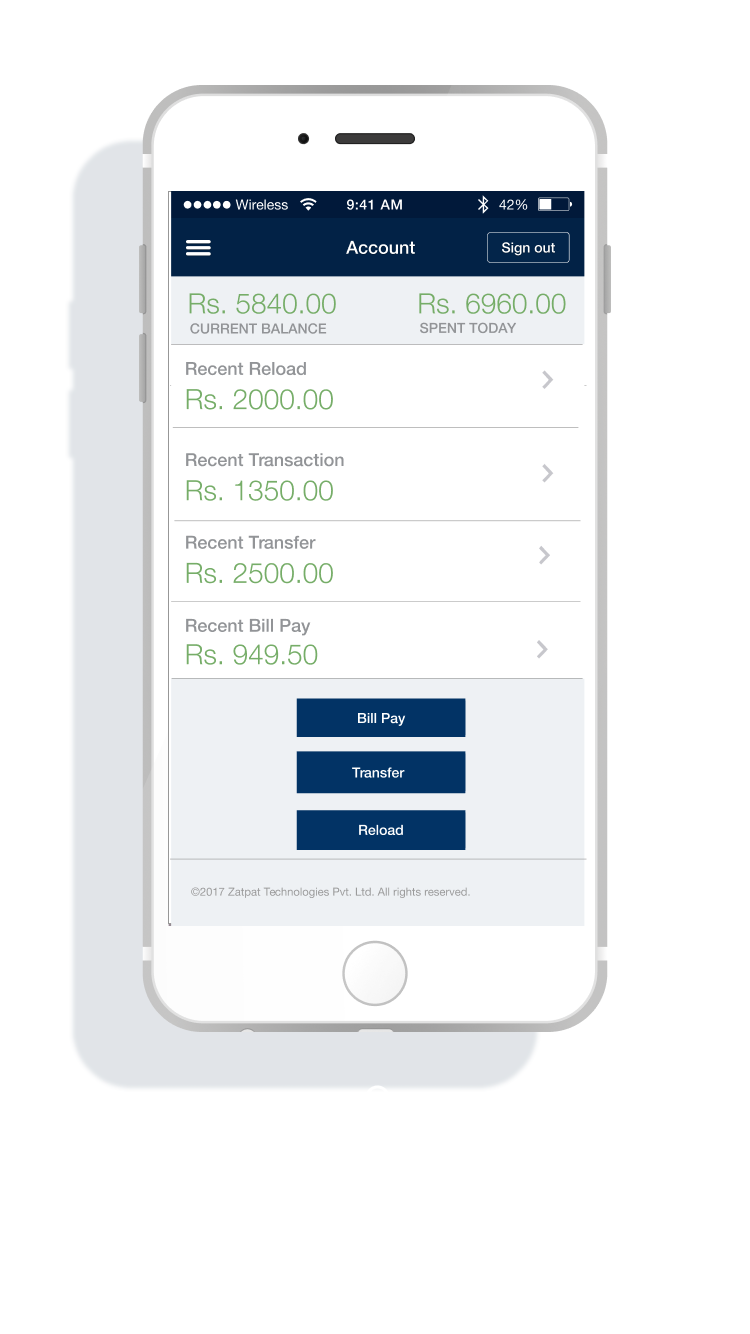 Wireless 9:41 AM 42%
Account Sign out
Rs. 5840.00 Rs. 6960.00
CURRENT BALANCE SPENT TODAY
Recent Reload
Rs. 2000.00
Recent Transaction
Rs. 1350.00
Recent Transfer
Rs. 2500.00
Recent Bill Pay
Rs. 949.50
Bill Pay
Transfer
Reload
©2017 Zatpat Technologies Pvt. Ltd. All rights reserved.